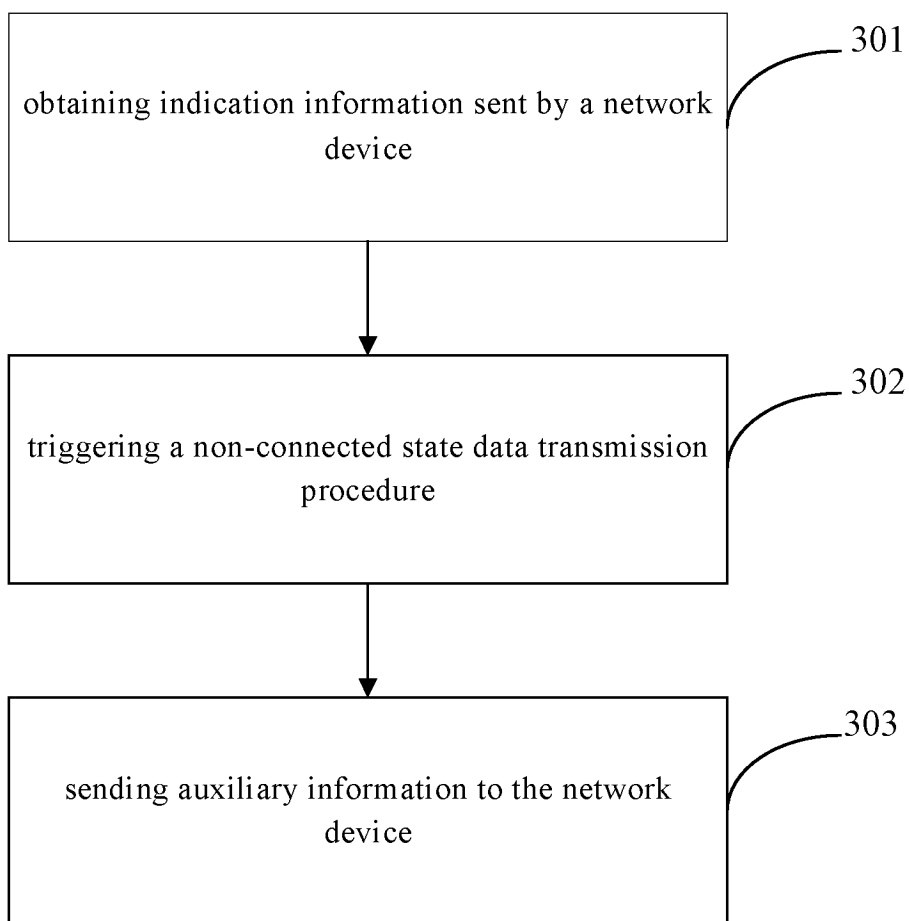 301
obtaining indication information sent by a network
device
302
triggering a non-connected state data transmission
procedure
303
sending auxiliary information to the network
device